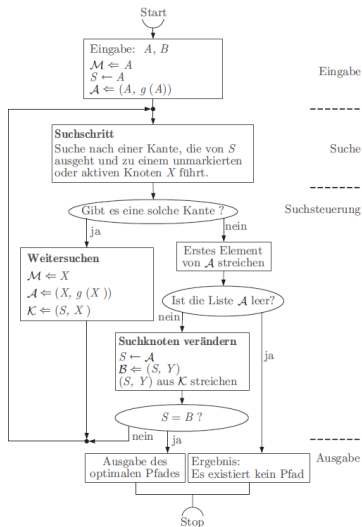 Start
Eingabe: A, B
ℳ ⇐ A
S ← A
𝒜 ⇐ (A, g (A))
Eingabe
Suchschritt
Suche nach einer Kante, die von S
ausgeht und zu einem unmarkierten
oder aktiven Knoten X führt.
Suche
Suchsteuerung
Gibt es eine solche Kante ?
ja
nein
Weitersuchen
ℳ ⇐ X
𝒜 ⇐ (X, g (X ))
𝒦 ⇐ (S, X )
Erstes Element
von 𝒜 streichen
Ist die Liste 𝒜 leer?
nein
ja
Suchknoten verändern
S ← 𝒜
ℬ ⇐ (S, Y)
(S, Y) aus 𝒦 streichen
S = B ?
nein
ja
Ausgabe
Ausgabe des
optimalen Pfades
Ergebnis:
Es existiert kein Pfad
Stop